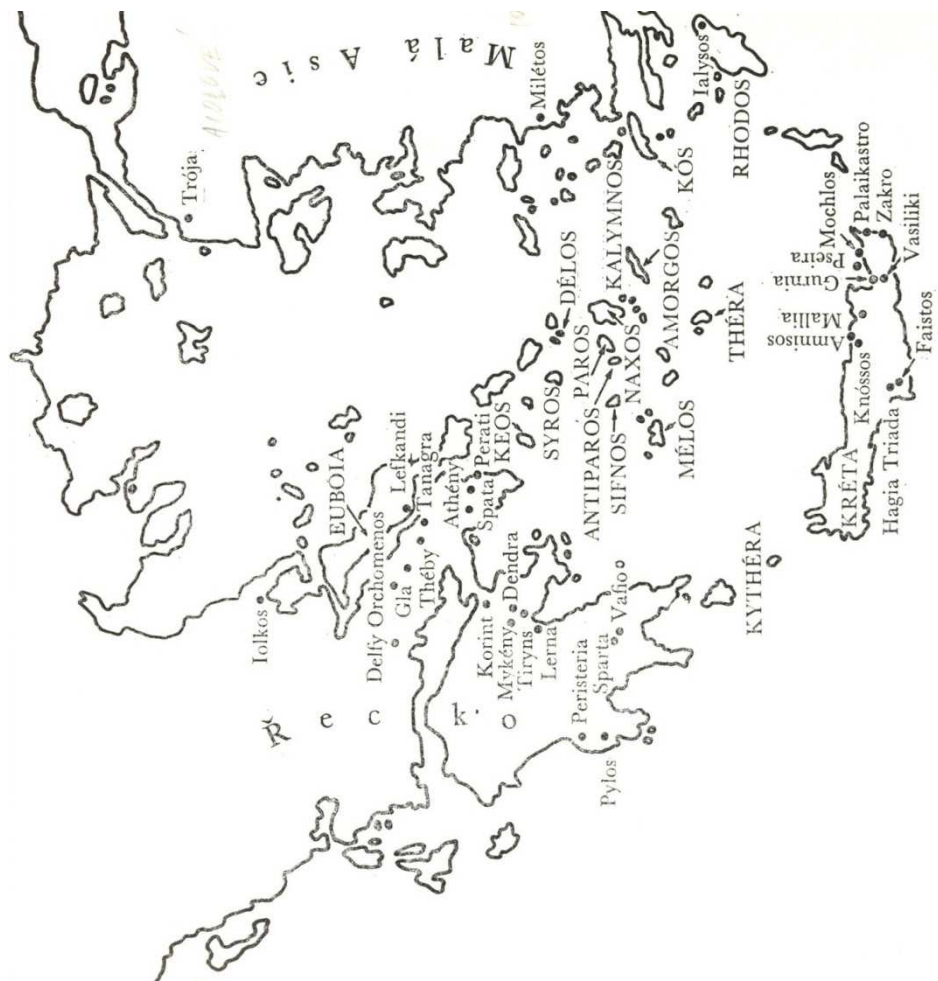 Malá Asie
Trója
Milétos
Ialysos
RHODOS
KÓS
KALYMNOS
AMORGOS
THÉRA
DÉLOS
PAROS
NAXOS
SYROS
ANTIPAROS
SIFNOS
MÉLOS
KEOS
EUBÓIA
Lefkandi
Tanagra
Athény
Perati
Spata
Iolkos
Orchomenos
Gla
Théby
Delfy
Řecko
Korint
Mykény
Dendra
Tiryns
Lerna
Peristeria
Sparta
Vafio
Pylos
KYTHÉRA
Mochlos
Pseira
Gurnia
Palaikastro
Zakro
Vasiliki
Mallia
Amnisos
Knóssos
KRÉTA
Hagia Triada
Faistos